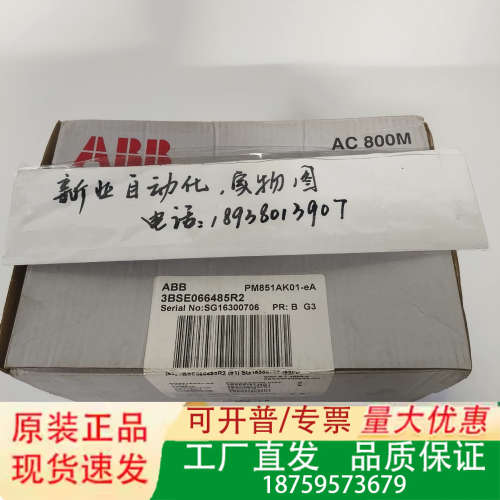 ABB
AC 800M
新业自动化,实物图
电话:18938013907
ABB PM851AK01-eA
3BSE066485R2
Serial No:SG16300706 PR: B G3
原装正品
现货速发
可开普/专票 量大优惠
工厂直发 品质保证
18759573679